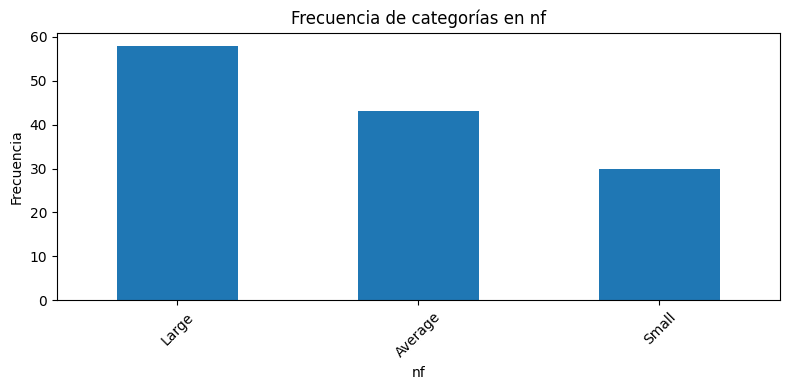 Frecuencia de categorías en nf
Frecuencia
60
50
40
30
20
10
0
Large
Average
Small
nf